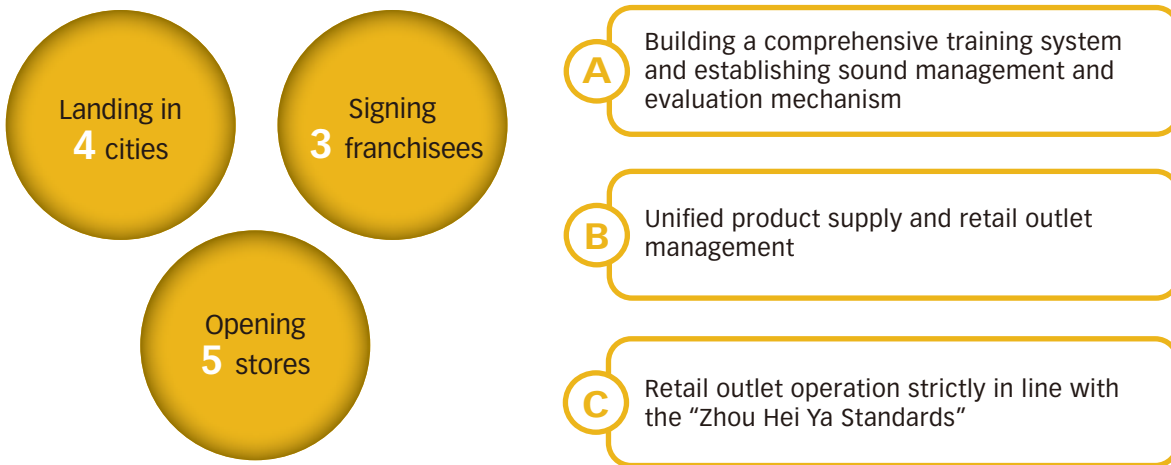 Landing in
4 cities
Signing
3 franchisees
Opening
5 stores
A
Building a comprehensive training system
and establishing sound management and
evaluation mechanism
B
Unified product supply and retail outlet
management
C
Retail outlet operation strictly in line with
the “Zhou Hei Ya Standards”